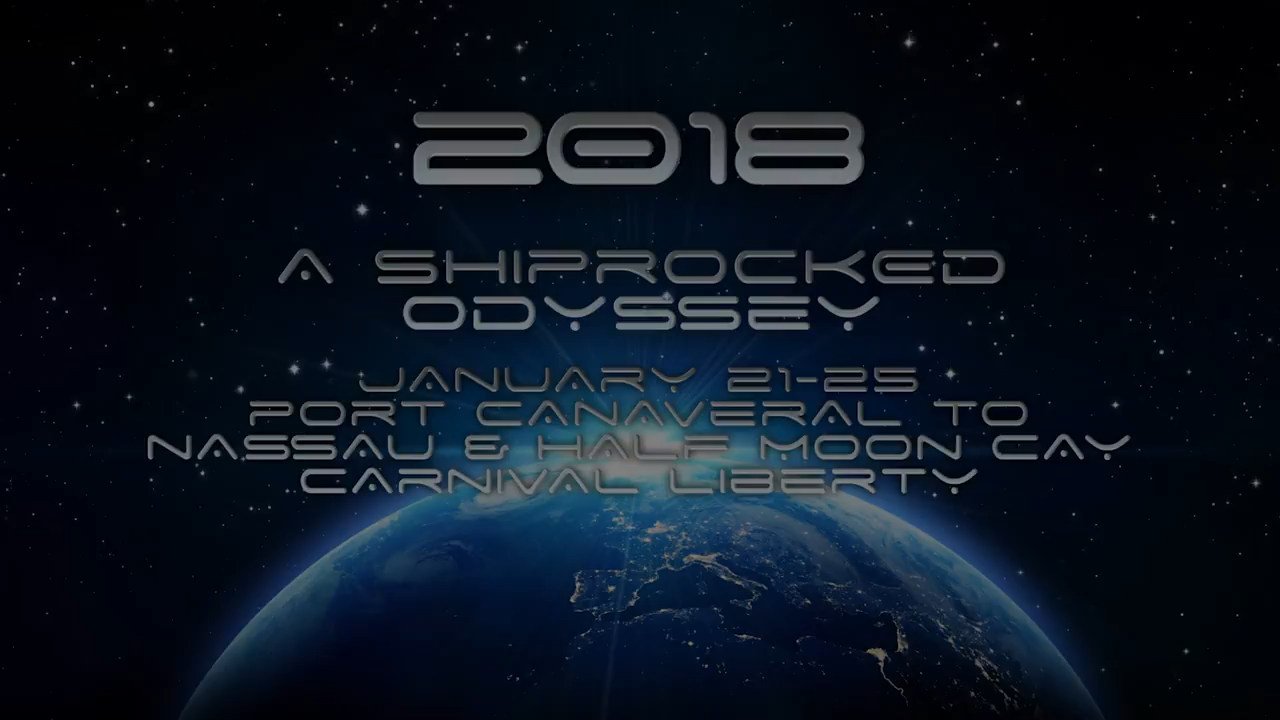 2018
A SHIPROCKED
ODYSSEY
JANUARY 21-25
PORT CANAVERAL TO
NASSAU & HALF MOON CAY
CARNIVAL LIBERTY